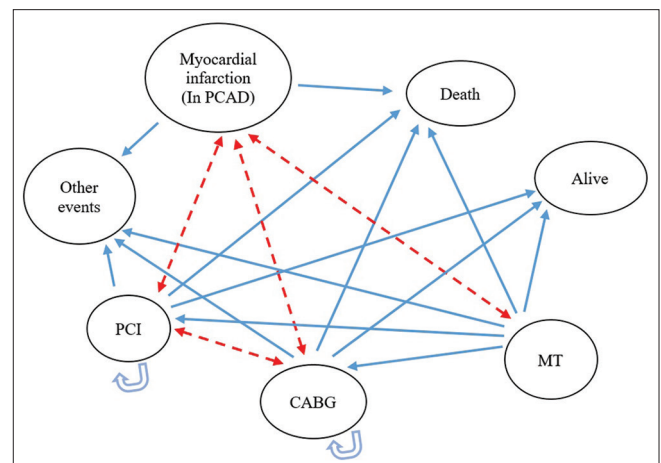 Myocardial
infarction
(In PCAD)
Death
Alive
Other
events
PCI
MT
CABG